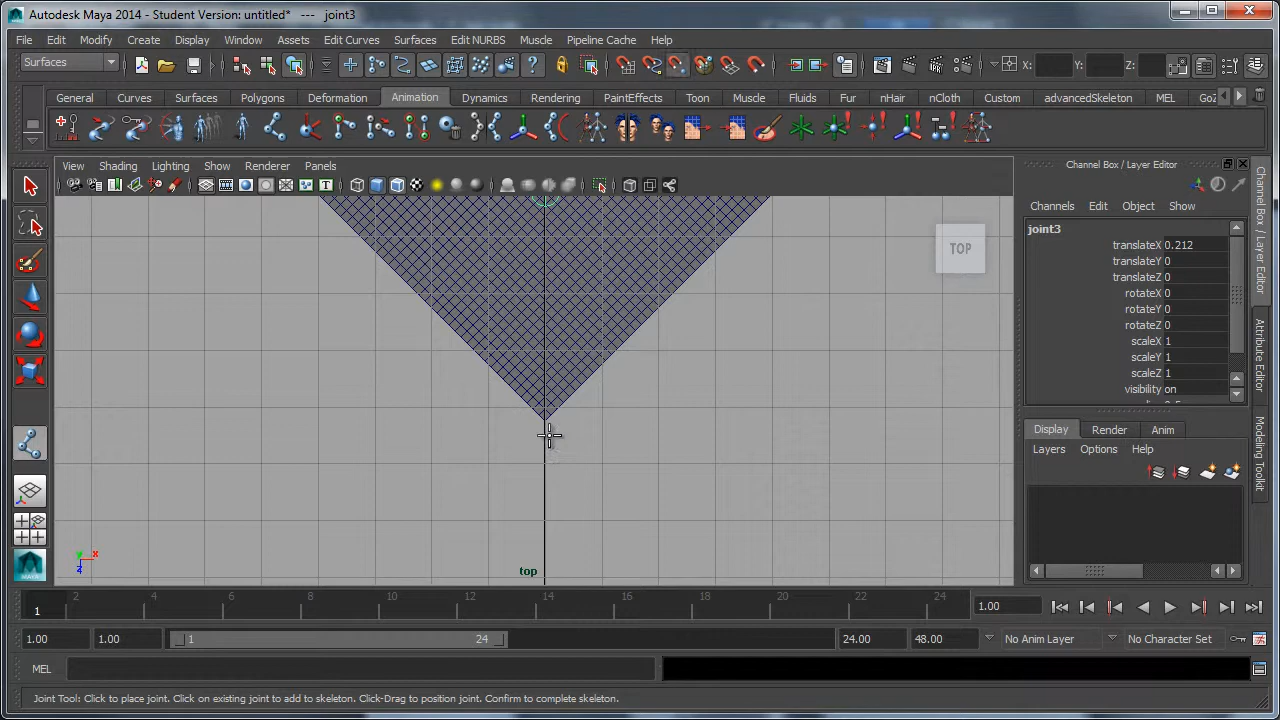 Autodesk Maya 2014 - Student Version: untitled* --- joint3
File Edit Modify Create Display Window Assets Edit Curves Surfaces Edit NURBS Muscle Pipeline Cache Help
Surfaces X: Y: Z:
General Curves Surfaces Polygons Deformation Animation Dynamics Rendering PaintEffects Toon Muscle Fluids Fur nHair nCloth Custom advancedSkeleton MEL GoZ
View Shading Lighting Show Renderer Panels
Channel Box / Layer Editor
Channels Edit Object Show
joint3
translateX 0.212
translateY 0
translateZ 0
rotateX 0
rotateY 0
rotateZ 0
scaleX 1
scaleY 1
scaleZ 1
visibility on
TOP
Channel Box / Layer Editor
Attribute Editor
Modeling Toolkit
Display Render Anim
Layers Options Help
y x
z
top
MAYA
1 2 4 6 8 10 12 14 16 18 20 22 24
1.00
1.00 1.00 1 24 24.00 48.00 No Anim Layer No Character Set
MEL
Joint Tool: Click to place joint. Click on existing joint to add to skeleton. Click-Drag to position joint. Confirm to complete skeleton.